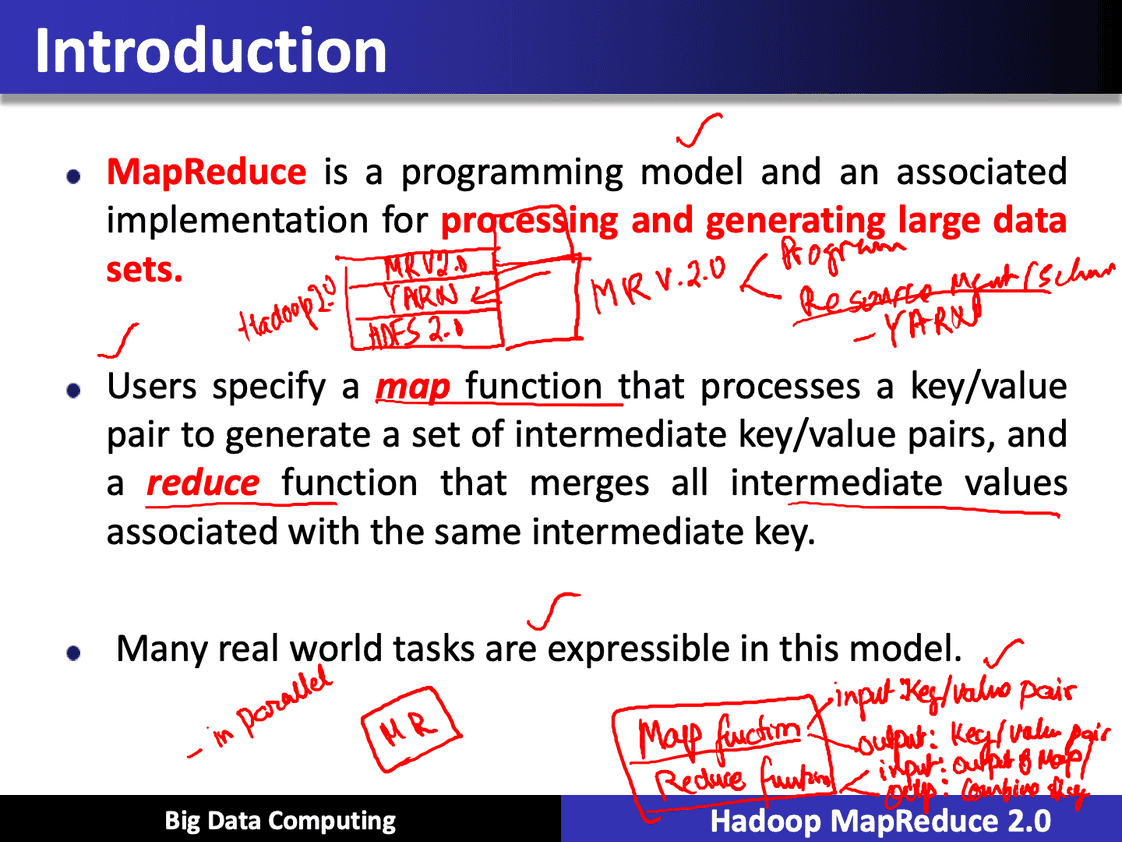 Introduction
• MapReduce is a programming model and an associated
implementation for processing and generating large data
sets.
Hadoop 2.0
MRV2.0
YARN
HDFS 2.0
MR V.2.0
Program
Resource Mgmt/Schen
- YARN
• Users specify a map function that processes a key/value
pair to generate a set of intermediate key/value pairs, and
a reduce function that merges all intermediate values
associated with the same intermediate key.
• Many real world tasks are expressible in this model.
- in parallel
MR
Map function
input: Key/value pair
output: Key/value pair
Reduce function
input: output of Map
Combine
Big Data Computing
Hadoop MapReduce 2.0